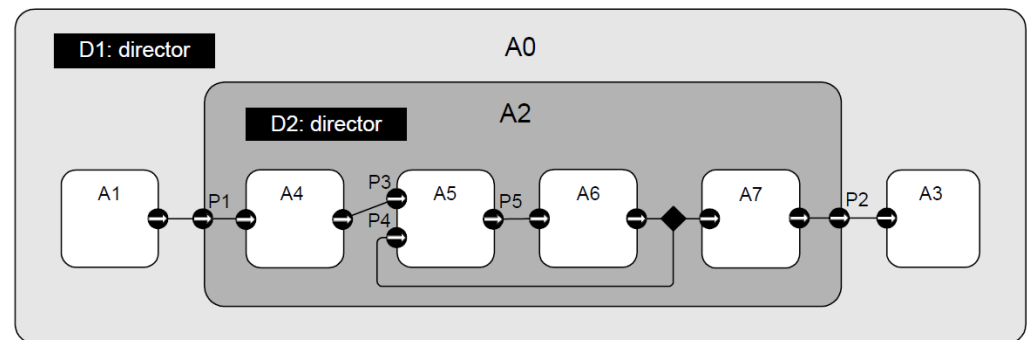 D1: director
A0
D2: director
A2
A1
P1
A4
P3
P4
A5
P5
A6
A7
P2
A3